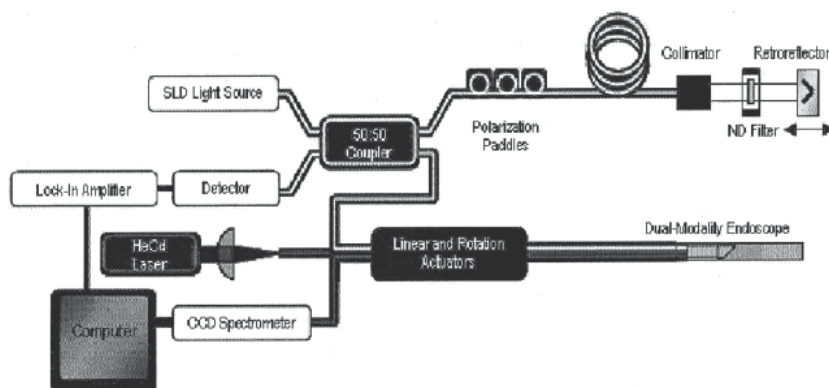 Collimator
Retroreflector
SLD Light Source
50:50
Coupler
Polarization
Paddles
ND Filter
Lock-In Amplifier
Detector
HeCd
Laser
Linear and Rotation
Actuators
Dual-Modality Endoscope
Computer
CCD Spectrometer